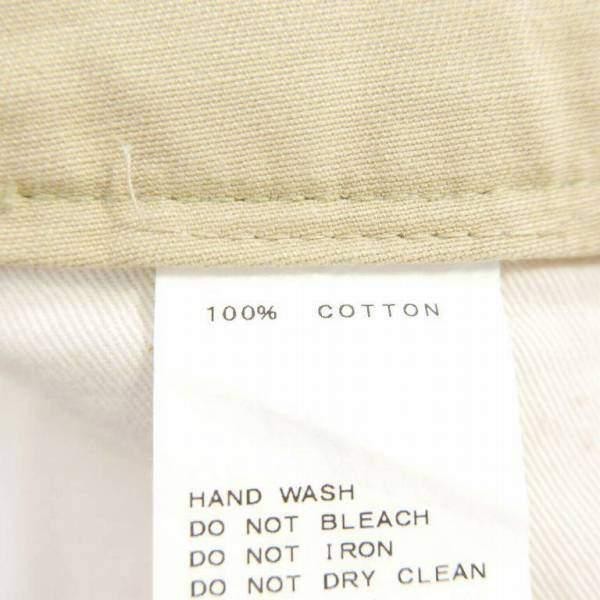 100% COTTON
HAND WASH
DO NOT BLEACH
DO NOT IRON
DO NOT DRY CLEAN